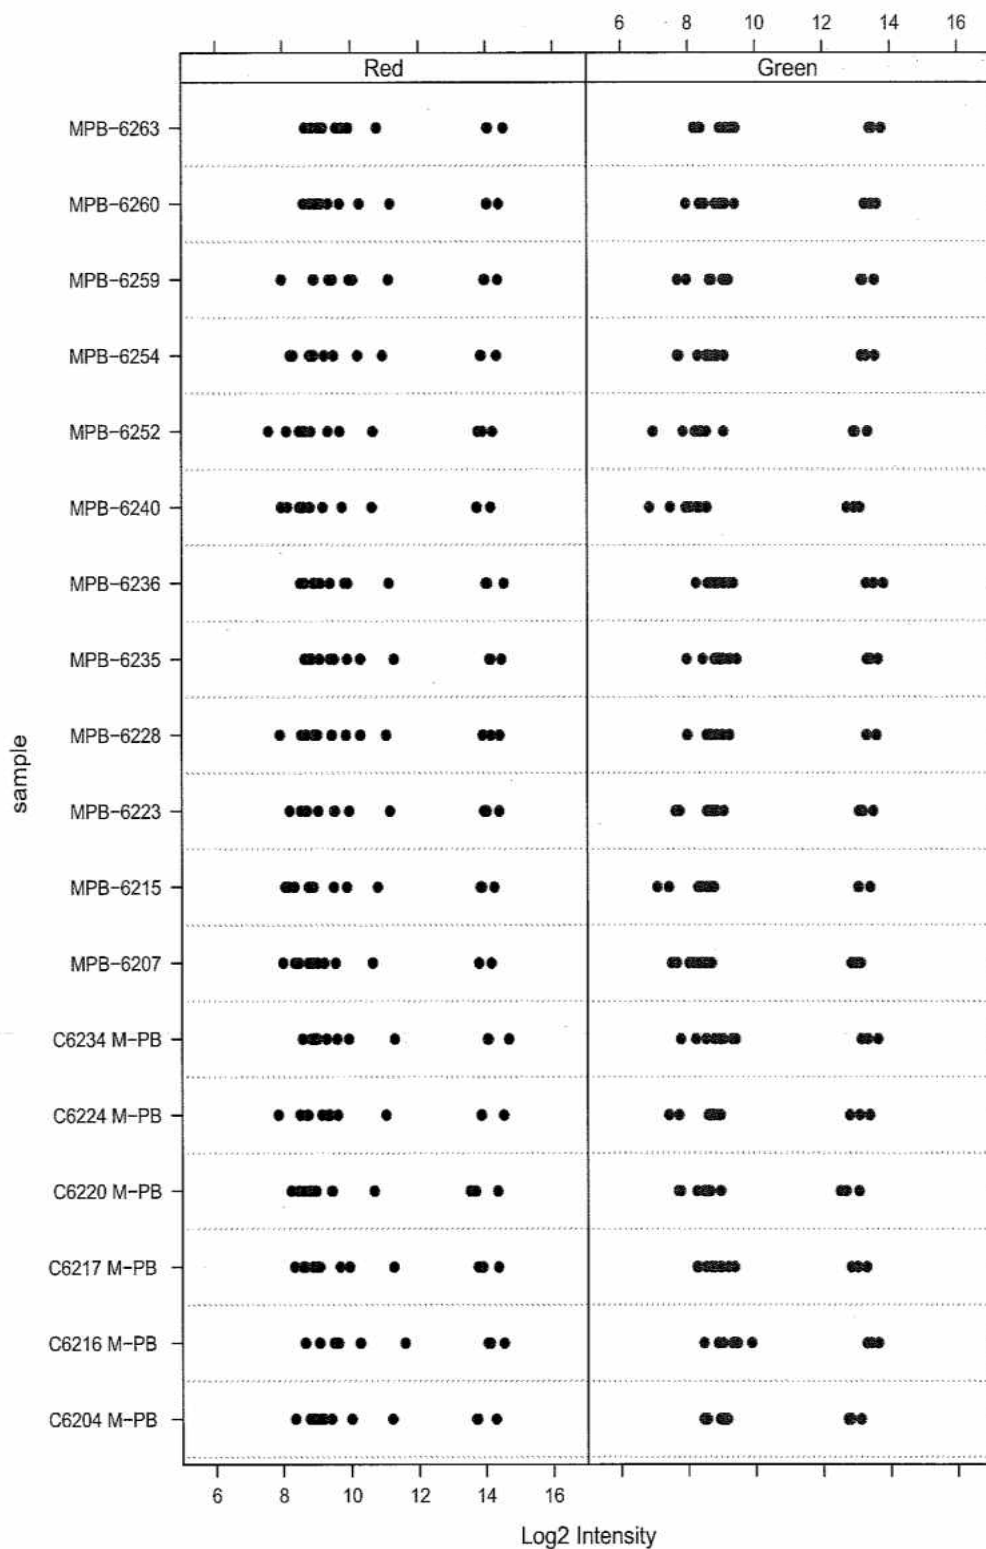 6 8 10 12 14 16
Red Green
MPB-6263
MPB-6260
MPB-6259
MPB-6254
MPB-6252
MPB-6240
MPB-6236
MPB-6235
MPB-6228
MPB-6223
MPB-6215
MPB-6207
C6234 M-PB
C6224 M-PB
C6220 M-PB
C6217 M-PB
C6216 M-PB
C6204 M-PB
sample
6 8 10 12 14 16
Log2 Intensity